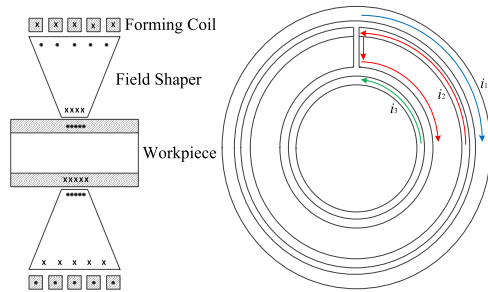 Forming Coil
Field Shaper
Workpiece
i1
i2
i3